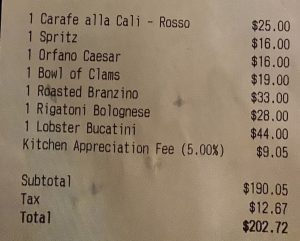 1 Carafe alla Cali - Rosso $25.00
1 Spritz $16.00
1 Orfano Caesar $16.00
1 Bowl of Clams $19.00
1 Roasted Branzino $33.00
1 Rigatoni Bolognese $28.00
1 Lobster Bucatini $44.00
Kitchen Appreciation Fee (5.00%) $9.05
Subtotal $190.05
Tax $12.67
Total $202.72